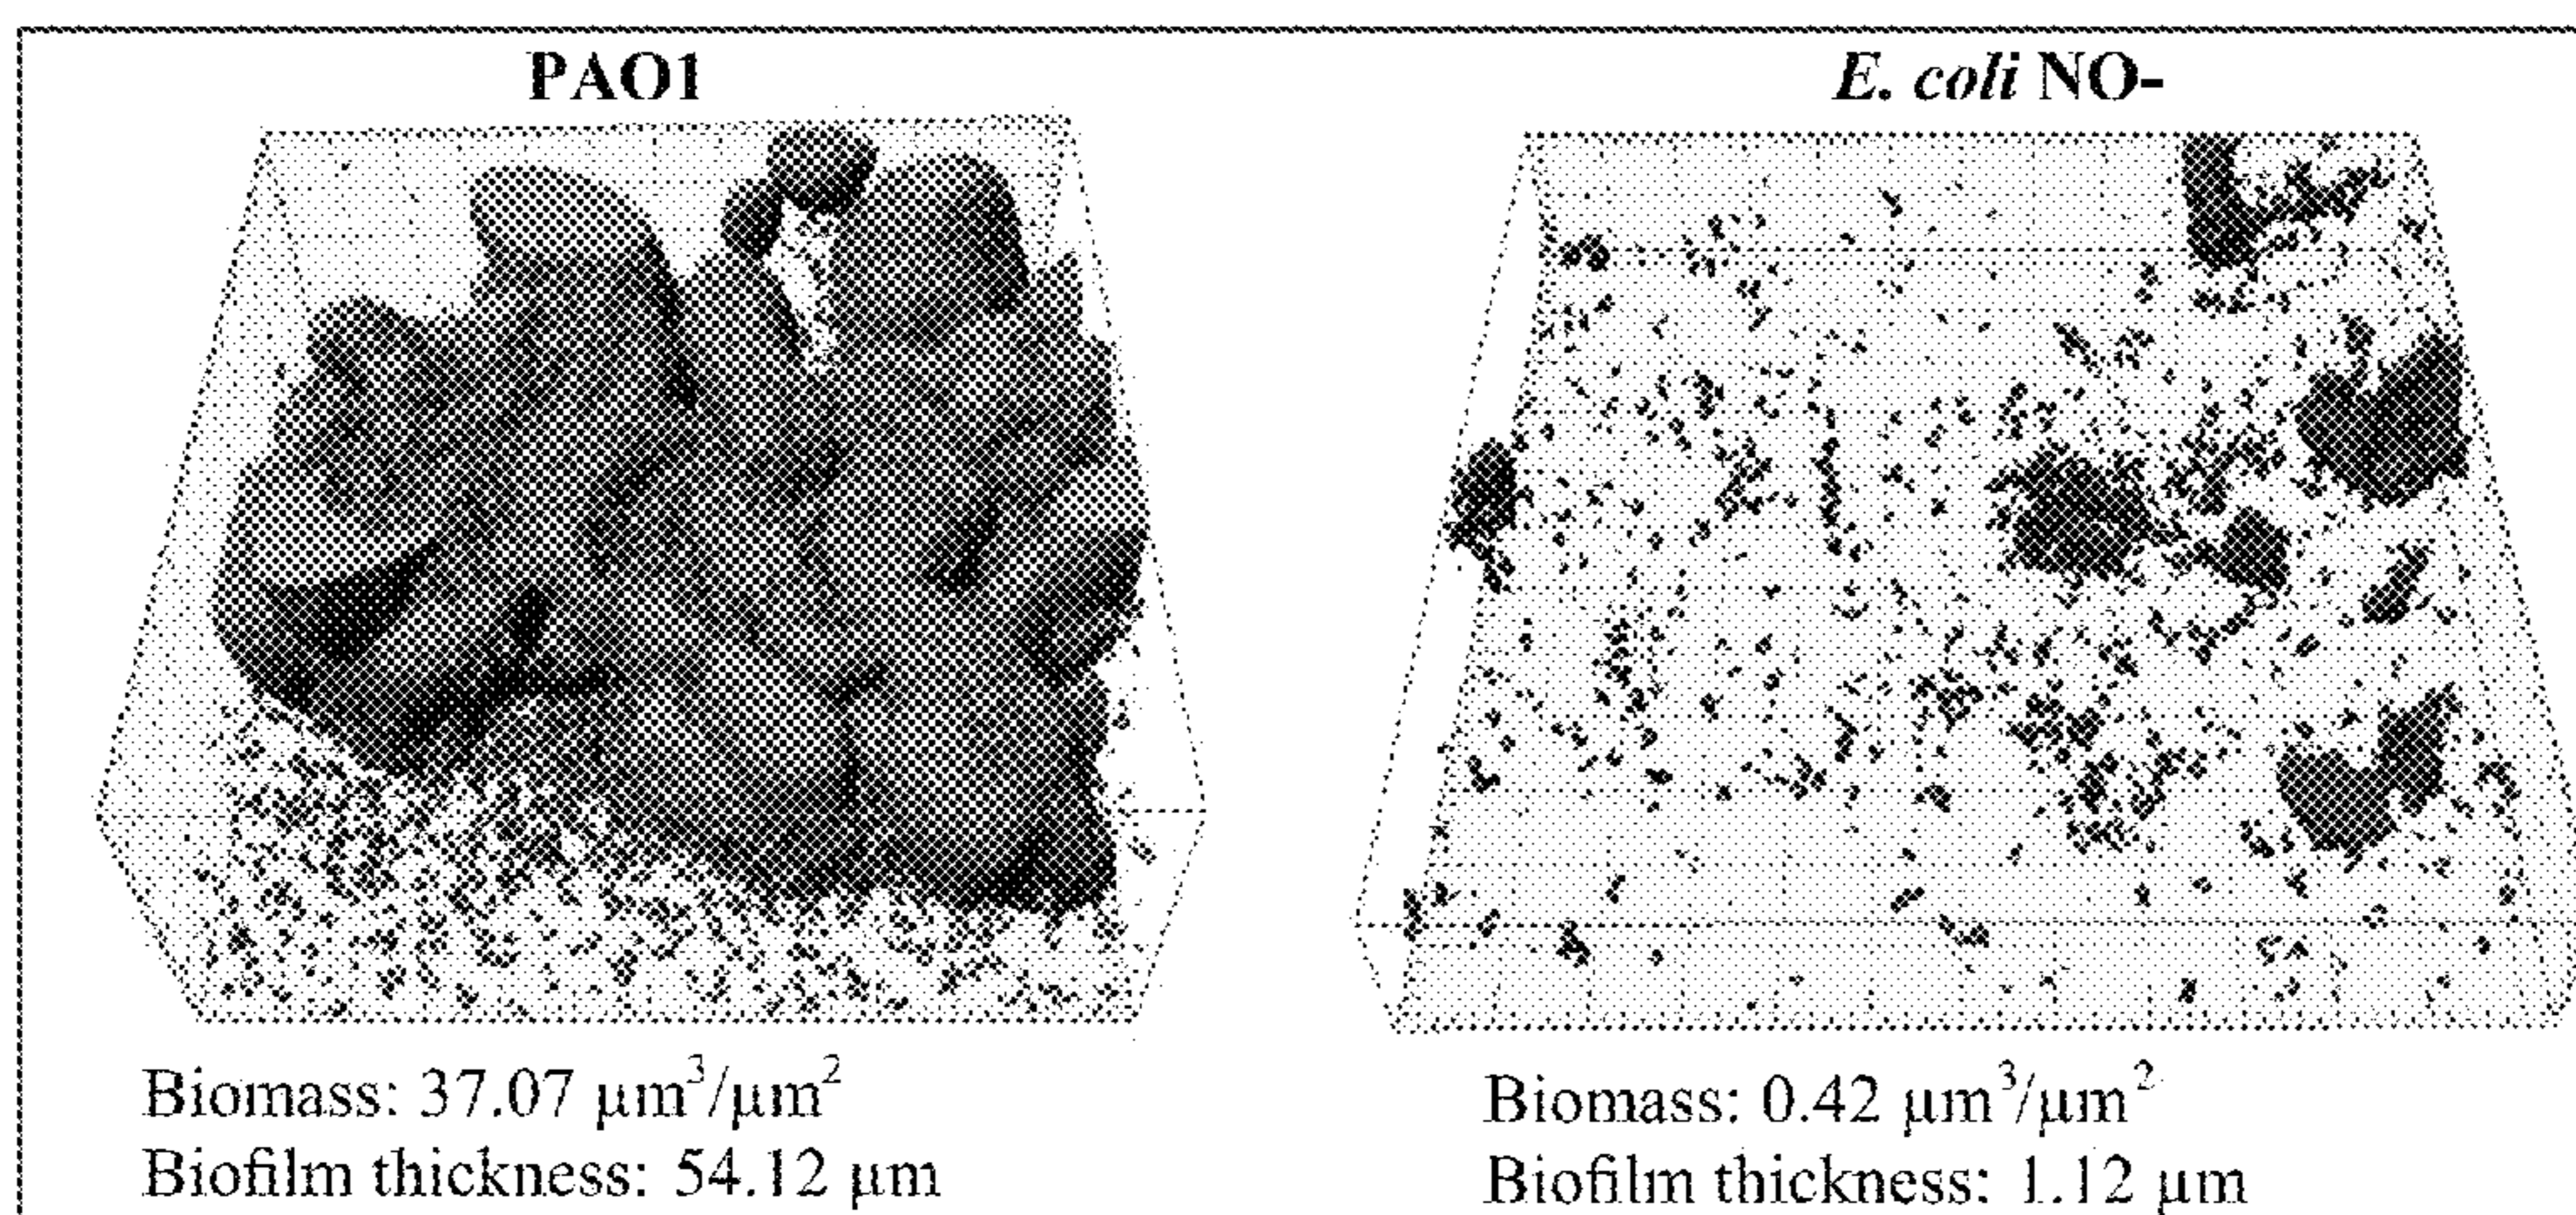 PAO1
E. coli NO-
Biomass: 37.07 μm³/μm²
Biofilm thickness: 54.12 μm
Biomass: 0.42 μm³/μm²
Biofilm thickness: 1.12 μm